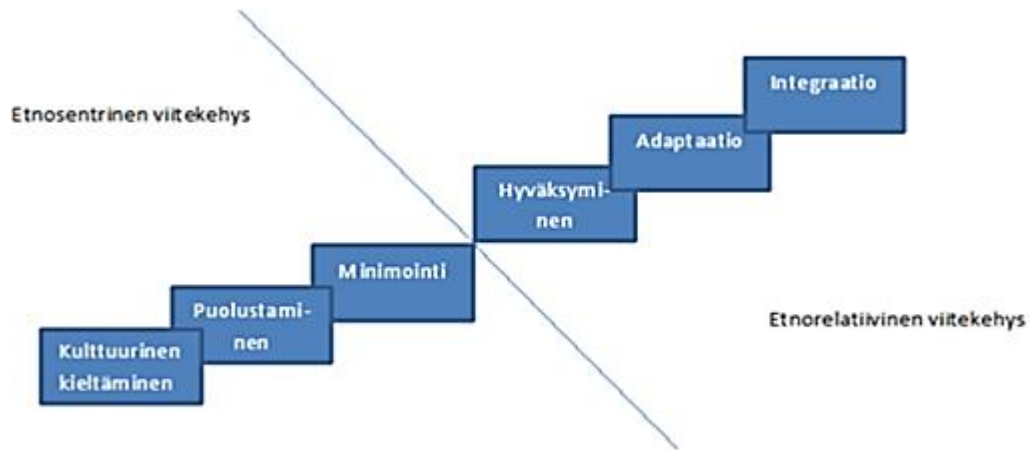 Etnosentrinen viitekehys
Integraatio
Adaptaatio
Hyväksymi-
nen
Minimointi
Puolustami-
nen
Kulttuurinen
kieltäminen
Etnorelatiivinen viitekehys